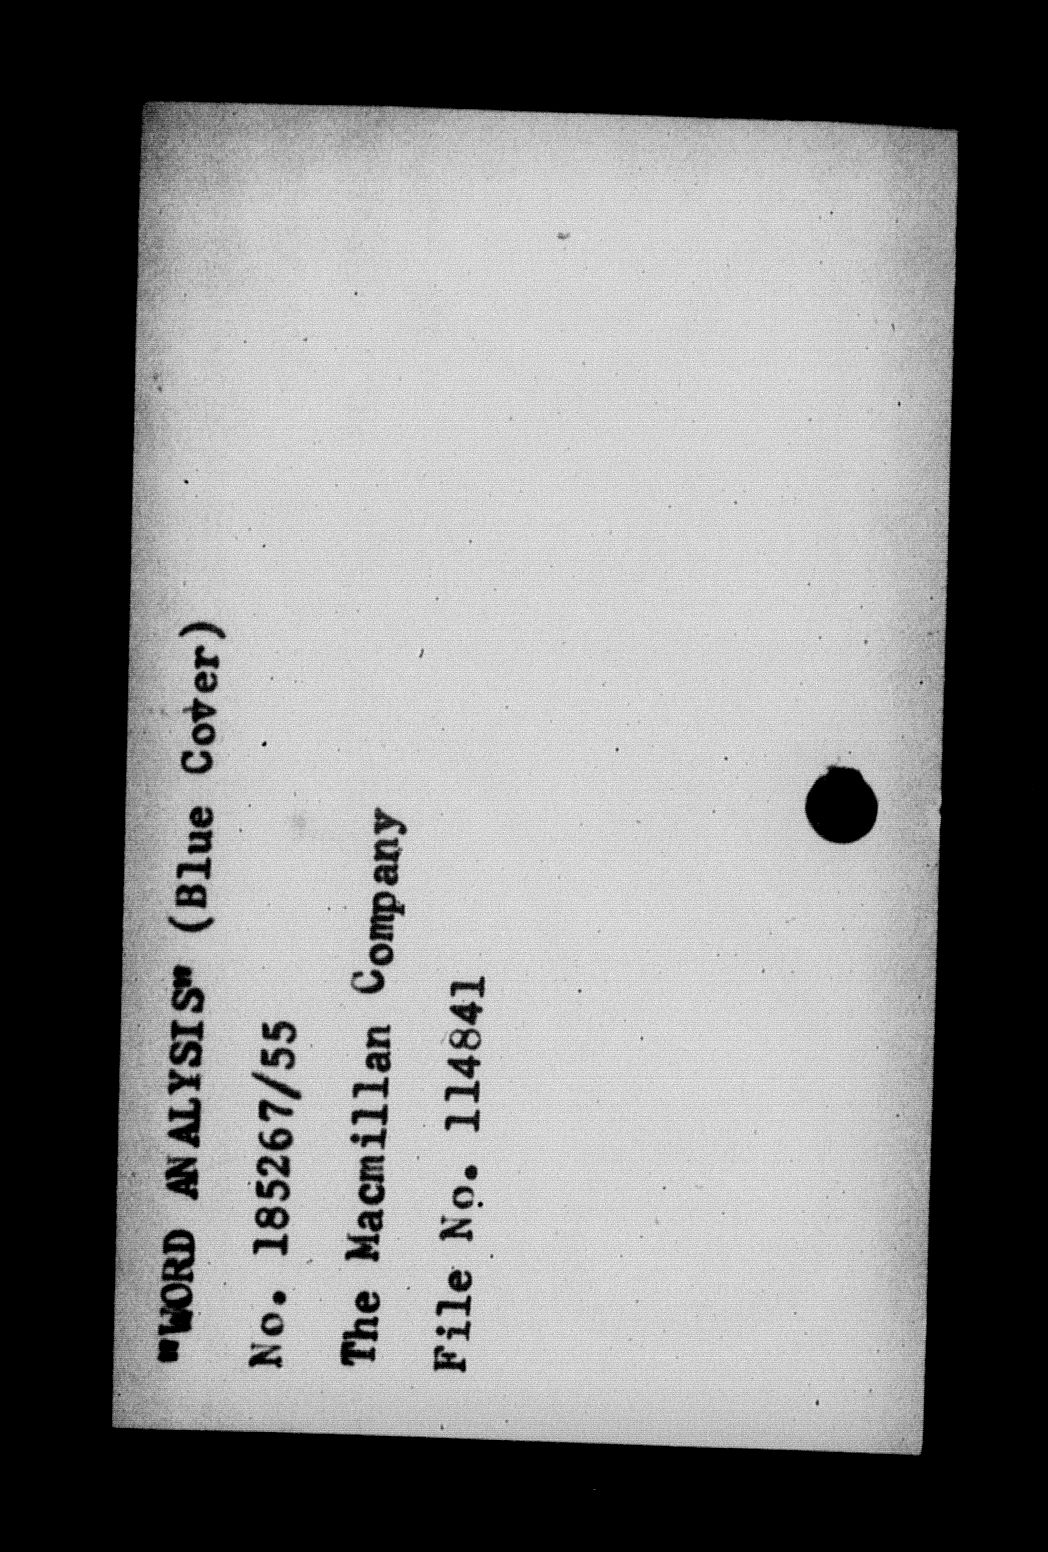 "WORD ANALYSIS" (Blue Cover)
No. 185267/55
The Macmillan Company
File No. 114841